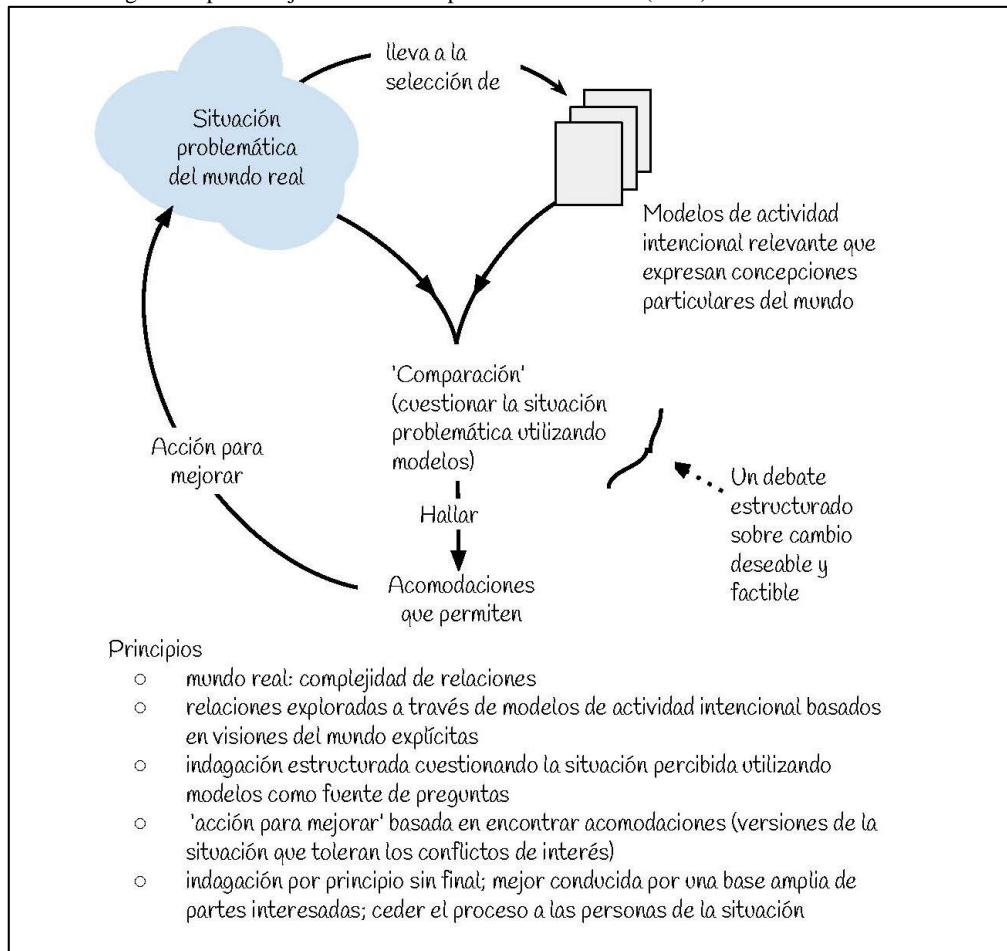 lleva a la
selección de
Situación
problemática
del mundo real
Modelos de actividad
intencional relevante que
expresan concepciones
particulares del mundo
'Comparación'
(cuestionar la situación
problemática utilizando
modelos)
Acción para
mejorar
Un debate
estructurado
sobre cambio
deseable y
factible
Hallar
Acomodaciones
que permiten
Principios
○ mundo real: complejidad de relaciones
○ relaciones exploradas a través de modelos de actividad intencional basados
en visiones del mundo explícitas
○ indagación estructurada cuestionando la situación percibida utilizando
modelos como fuente de preguntas
○ 'acción para mejorar' basada en encontrar acomodaciones (versiones de la
situación que toleran los conflictos de interés)
○ indagación por principio sin final; mejor conducida por una base amplia de
partes interesadas; ceder el proceso a las personas de la situación